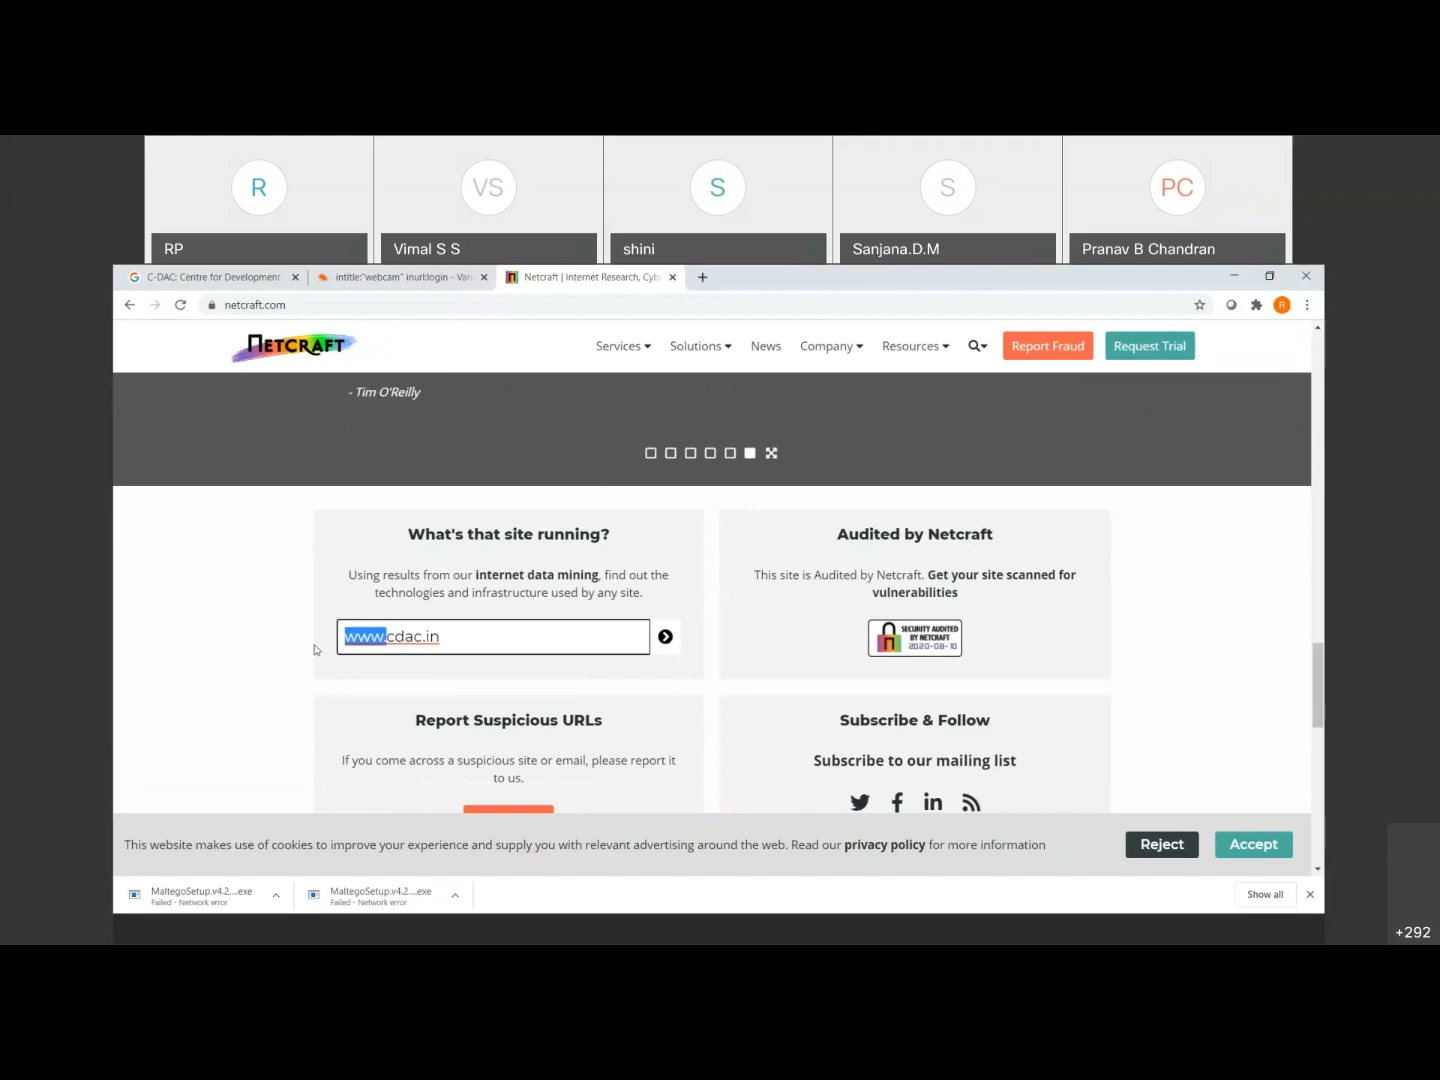 R
VS
S
S
PC
RP
Vimal S S
shini
Sanjana.D.M
Pranav B Chandran
C-DAC: Centre for Development
intitle:"webcam" inurl:login - Vari
Netcraft | Internet Research, Cyb
netcraft.com
R
NETCRAFT
Services
Solutions
News
Company
Resources
Report Fraud
Request Trial
- Tim O'Reilly
What's that site running?
Using results from our internet data mining, find out the
technologies and infrastructure used by any site.
www.cdac.in
Audited by Netcraft
This site is Audited by Netcraft. Get your site scanned for
vulnerabilities
SECURITY AUDITED
BY NETCRAFT
2020-08-10
Report Suspicious URLs
If you come across a suspicious site or email, please report it
to us.
Subscribe & Follow
Subscribe to our mailing list
This website makes use of cookies to improve your experience and supply you with relevant advertising around the web. Read our privacy policy for more information
Reject
Accept
MaltegoSetup.v4.2....exe
Failed - Network error
MaltegoSetup.v4.2....exe
Failed - Network error
Show all
+292